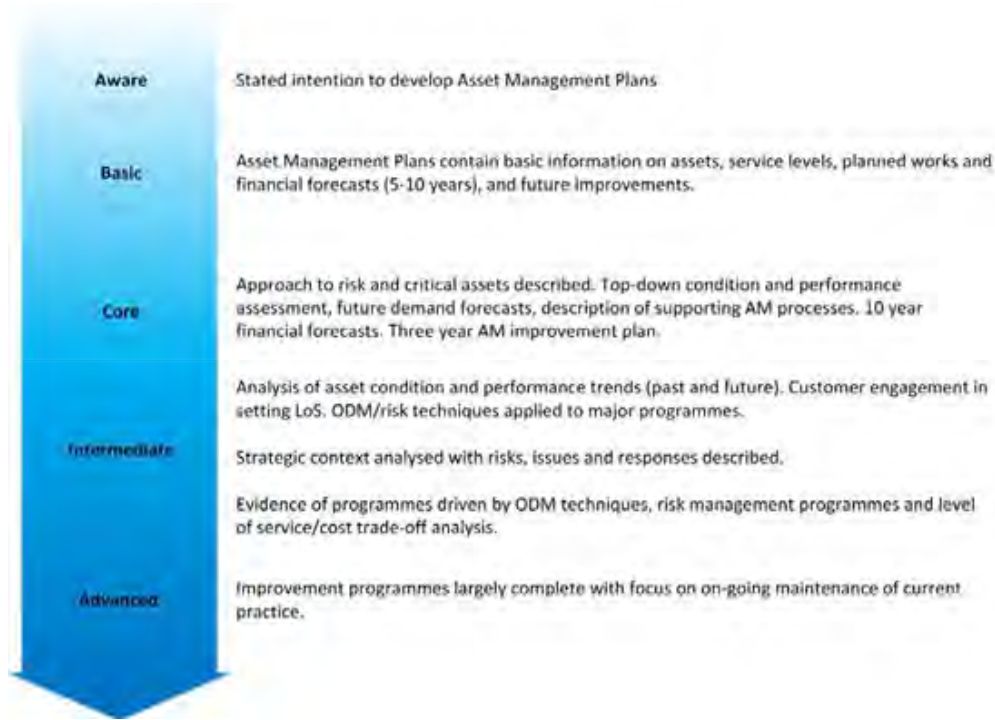 Aware
Stated intention to develop Asset Management Plans
Basic
Asset Management Plans contain basic information on assets, service levels, planned works and
financial forecasts (5-10 years), and future improvements.
Core
Approach to risk and critical assets described. Top-down condition and performance
assessment, future demand forecasts, description of supporting AM processes. 10 year
financial forecasts. Three year AM improvement plan.
Intermediate
Analysis of asset condition and performance trends (past and future). Customer engagement in
setting LoS. ODM/risk techniques applied to major programmes.
Strategic context analysed with risks, issues and responses described.
Evidence of programmes driven by ODM techniques, risk management programmes and level
of service/cost trade-off analysis.
Advanced
Improvement programmes largely complete with focus on on-going maintenance of current
practice.